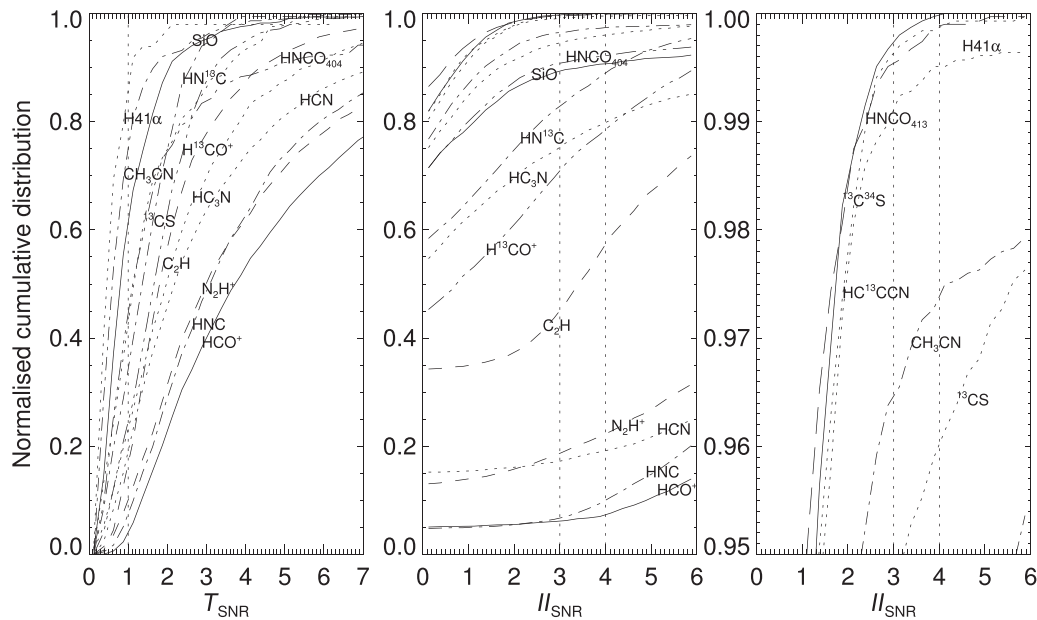 Normalised cumulative distribution
1.0
0.8
0.6
0.4
0.2
0.0
0 1 2 3 4 5 6 7
T_SNR
SiO
HNCO₄₀₄
HN¹³C
HCN
H41α
H¹³CO⁺
CH₃CN
HC₃N
¹³CS
C₂H
N₂H⁺
HNC
HCO⁺
1.0
0.8
0.6
0.4
0.2
0.0
0 1 2 3 4 5 6
II_SNR
HNCO₄₀₄
SiO
HN¹³C
HC₃N
H¹³CO⁺
C₂H
N₂H⁺
HCN
HNC
HCO⁺
1.00
0.99
0.98
0.97
0.96
0.95
0 1 2 3 4 5 6
II_SNR
H41α
HNCO₄₁₃
¹³C³⁴S
HC¹³CCN
CH₃CN
¹³CS